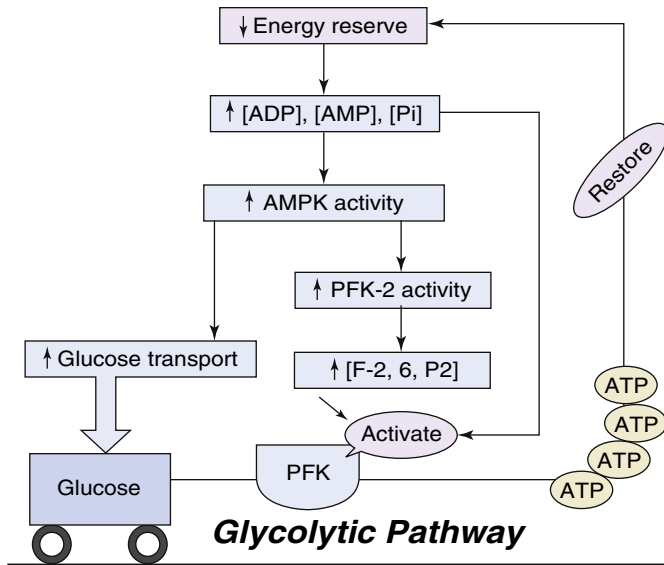 ↓ Energy reserve
↑ [ADP], [AMP], [Pi]
Restore
↑ AMPK activity
↑ PFK-2 activity
↑ Glucose transport
↑ [F-2, 6, P2]
ATP
ATP
Activate
ATP
PFK
Glucose
ATP
Glycolytic Pathway